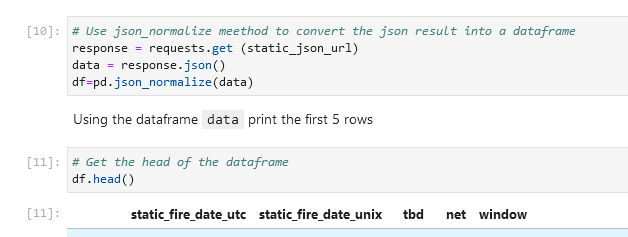 [10]: # Use json_normalize meethod to convert the json result into a dataframe
response = requests.get (static_json_url)
data = response.json()
df=pd.json_normalize(data)
Using the dataframe data print the first 5 rows
[11]: # Get the head of the dataframe
df.head()
[11]: static_fire_date_utc static_fire_date_unix tbd net window